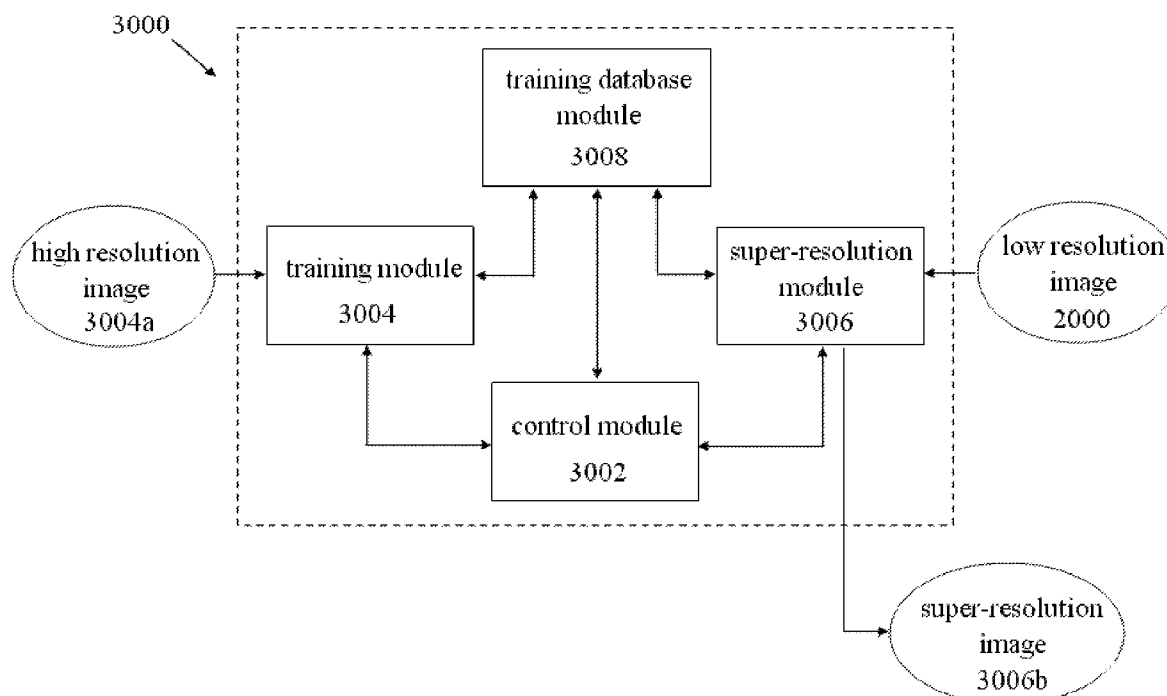 3000
training database
module
3008
high resolution
image
3004a
training module
3004
super-resolution
module
3006
low resolution
image
2000
control module
3002
super-resolution
image
3006b